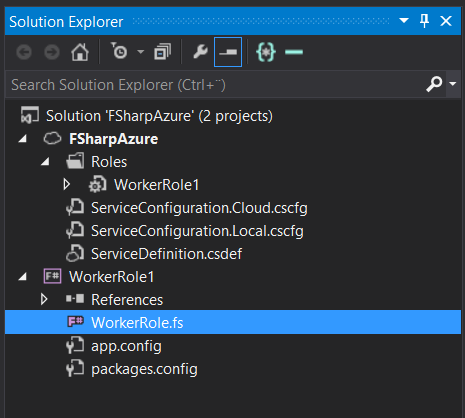 Solution Explorer
Search Solution Explorer (Ctrl+¨)
Solution 'FSharpAzure' (2 projects)
FSharpAzure
Roles
WorkerRole1
ServiceConfiguration.Cloud.cscfg
ServiceConfiguration.Local.cscfg
ServiceDefinition.csdef
F# WorkerRole1
References
F# WorkerRole.fs
app.config
packages.config